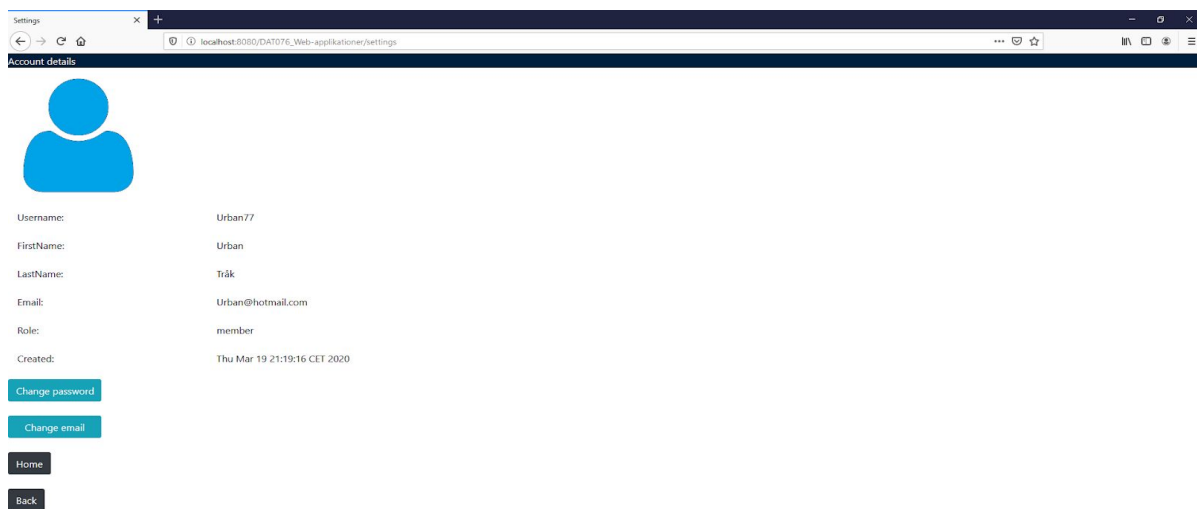 Settings
localhost:8080/DAT076_Web-applikationer/settings
Account details
Username: Urban77
FirstName: Urban
LastName: Tråk
Email: Urban@hotmail.com
Role: member
Created: Thu Mar 19 21:19:16 CET 2020
Change password
Change email
Home
Back